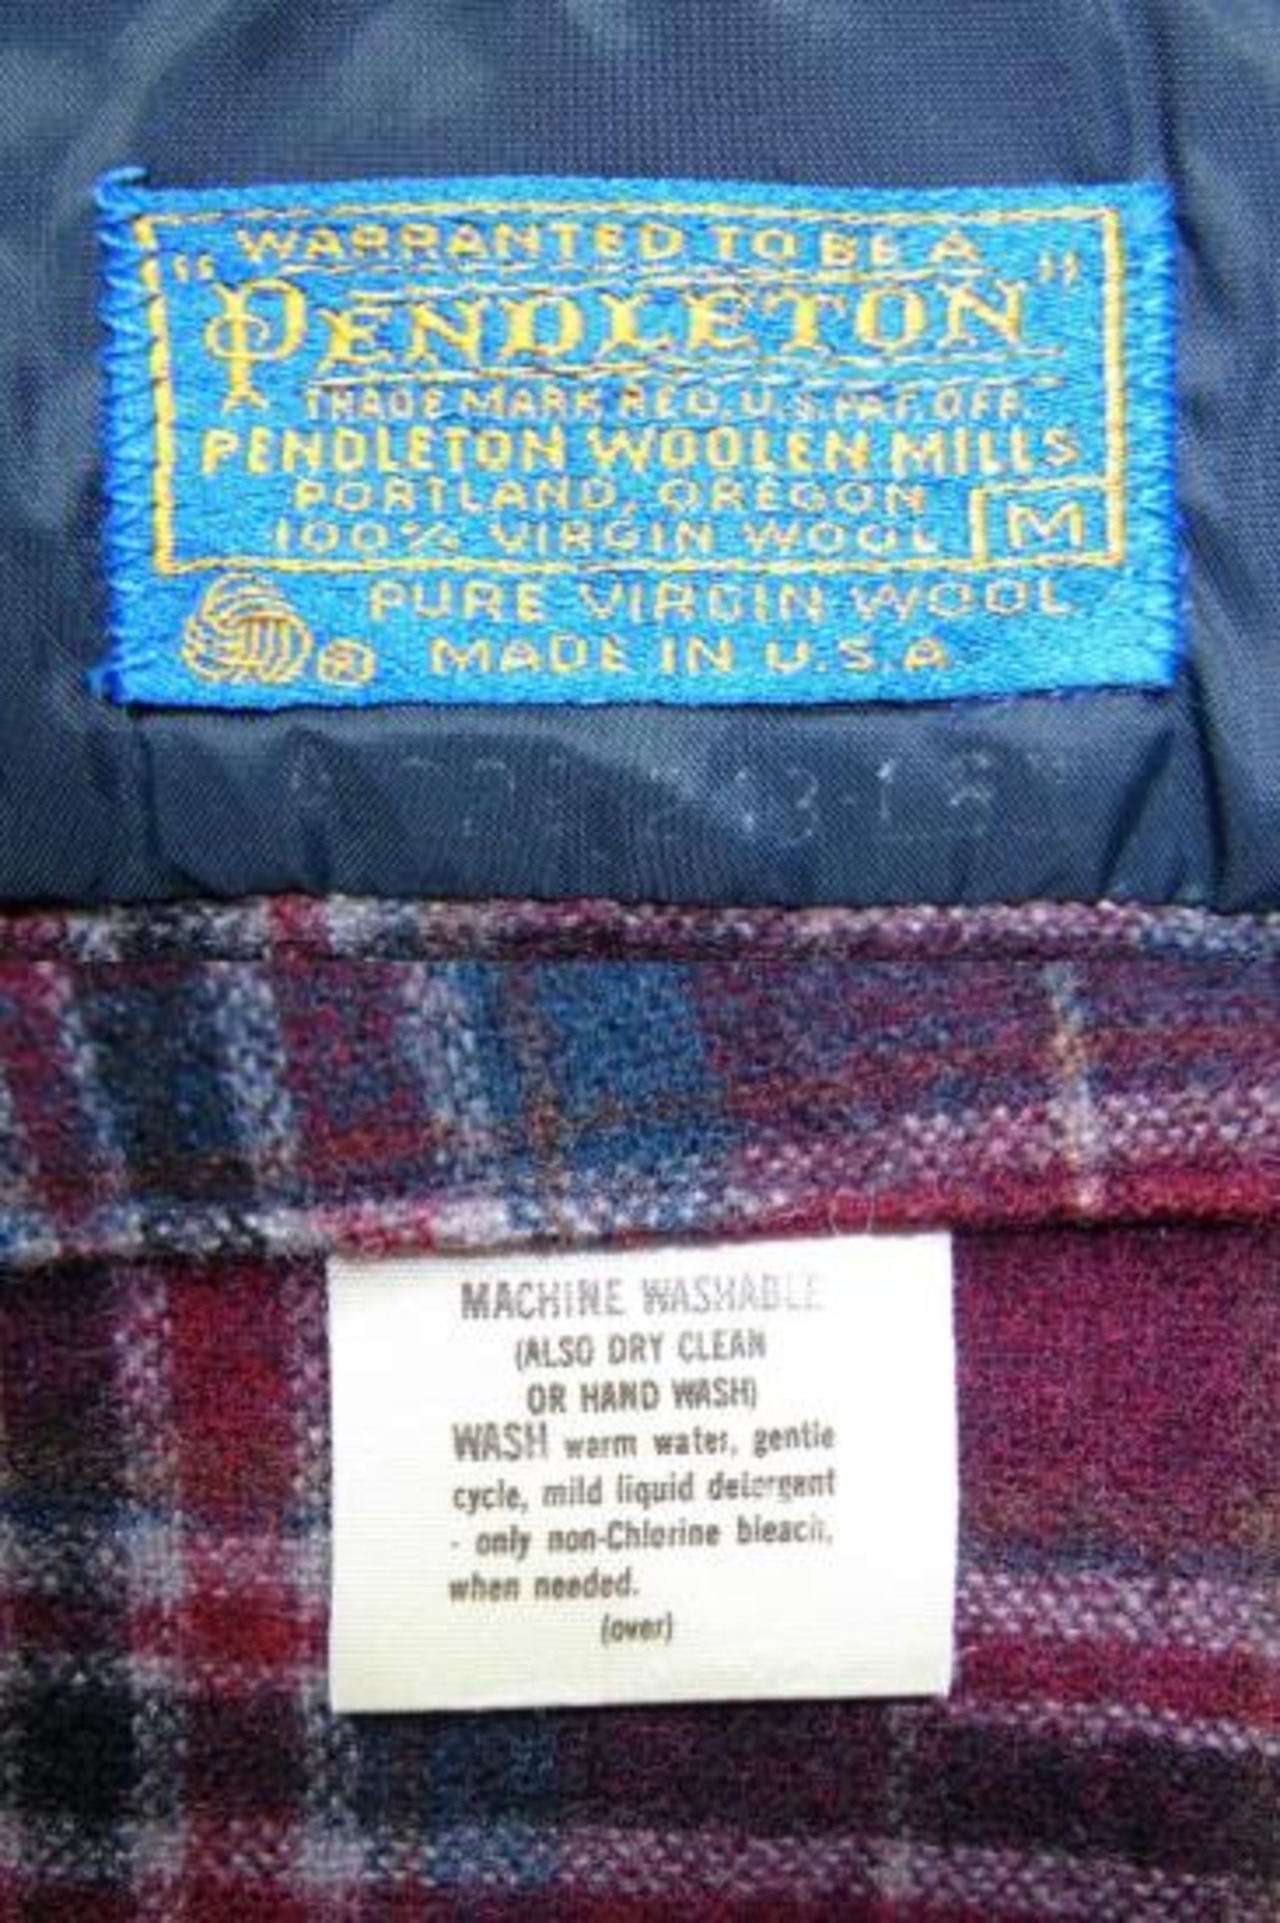 WARRANTED TO BE A
"PENDLETON"
TRADE MARK REG. U.S. PAT. OFF.
PENDLETON WOOLEN MILLS
PORTLAND, OREGON
100% VIRGIN WOOL M
PURE VIRGIN WOOL
® MADE IN U.S.A.
MACHINE WASHABLE
(ALSO DRY CLEAN
OR HAND WASH)
WASH warm water, gentle
cycle, mild liquid detergent
- only non-Chlorine bleach,
when needed.
(over)